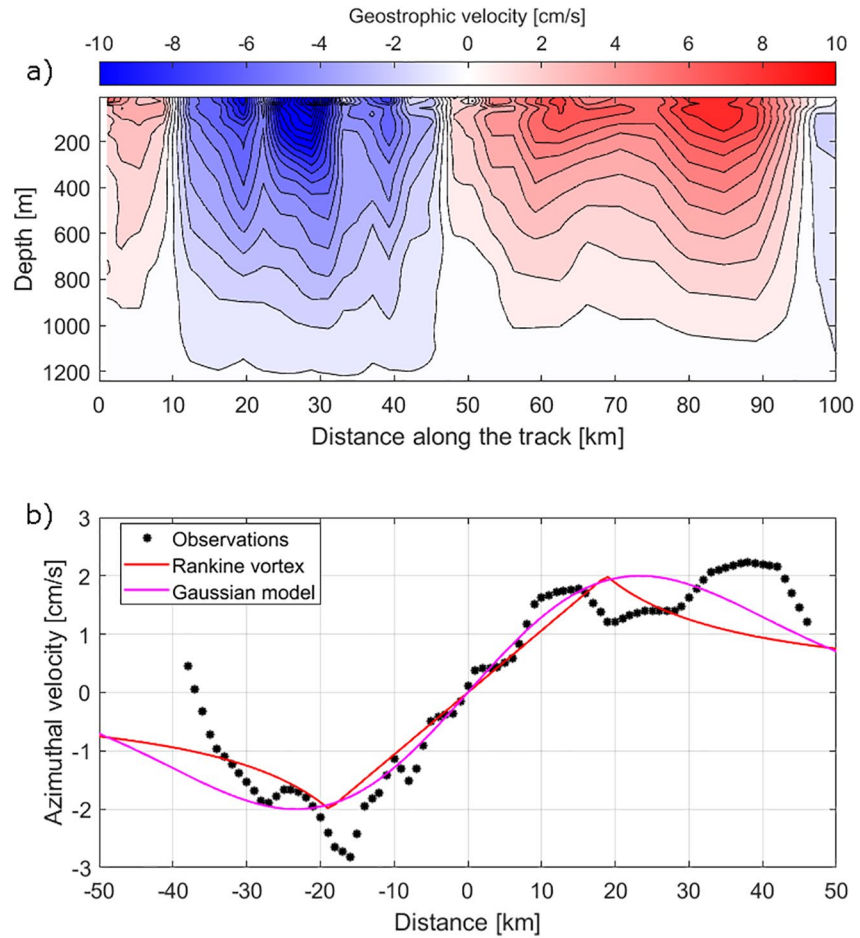 Geostrophic velocity [cm/s]
-10 -8 -6 -4 -2 0 2 4 6 8 10
a)
200
400
600
800
1000
1200
Depth [m]
0 10 20 30 40 50 60 70 80 90 100
Distance along the track [km]
b)
3
2
1
0
-1
-2
-3
Azimuthal velocity [cm/s]
Observations
Rankine vortex
Gaussian model
-50 -40 -30 -20 -10 0 10 20 30 40 50
Distance [km]